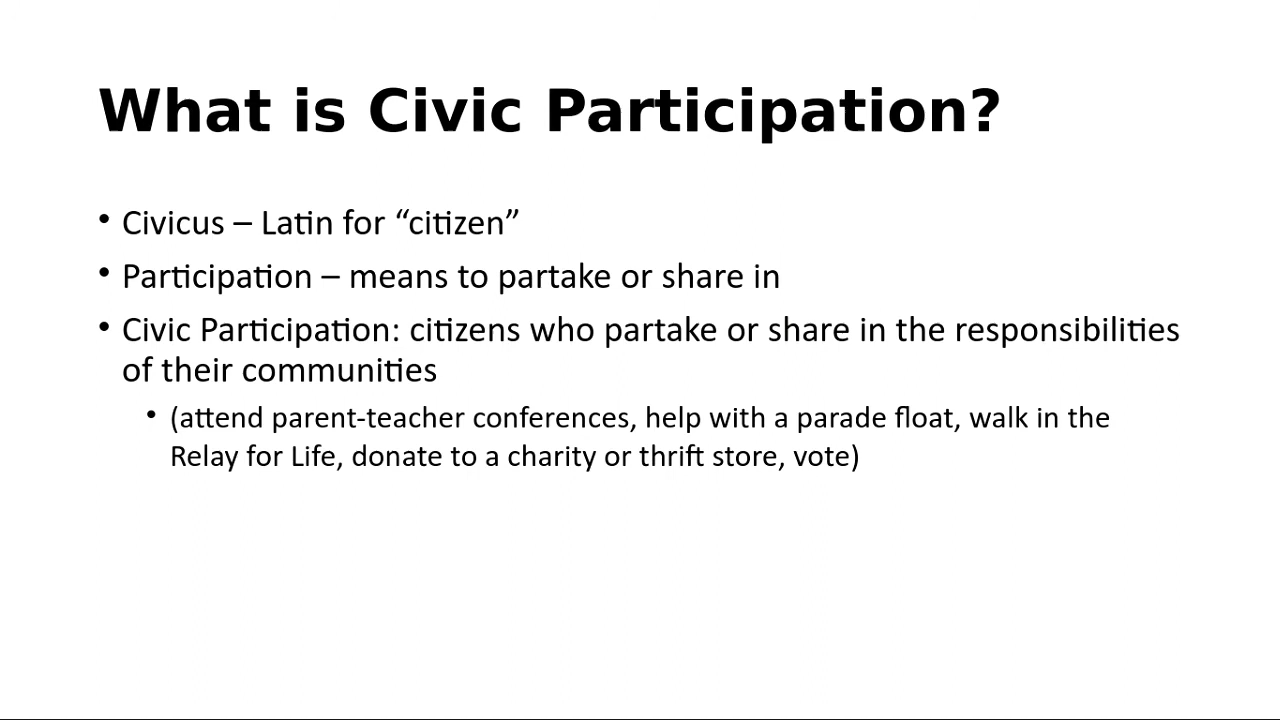 What is Civic Participation?
• Civicus – Latin for “citizen”
• Participation – means to partake or share in
• Civic Participation: citizens who partake or share in the responsibilities
of their communities
• (attend parent-teacher conferences, help with a parade float, walk in the
Relay for Life, donate to a charity or thrift store, vote)